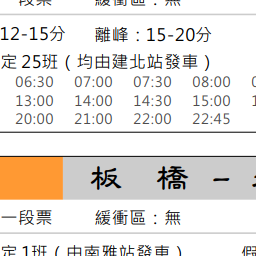 一段票 緩衝區：無
12-15分 離峰：15-20分
定 25班（均由建北站發車）
06:30 07:00 07:30 08:00
13:00 14:00 14:30 15:00
20:00 21:00 22:00 22:45
板 橋 –
一段票 緩衝區：無
定 1班（由南雅站發車） 假